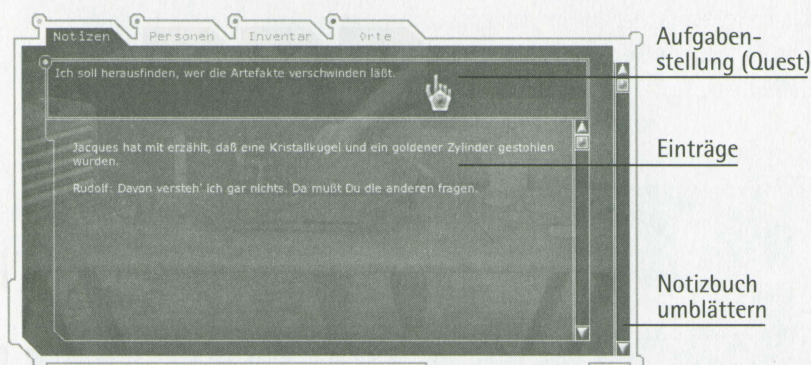 Notizen Personen Inventar Orte
Ich soll herausfinden, wer die Artefakte verschwinden läßt.
Jacques hat mit erzählt, daß eine Kristallkugel und ein goldener Zylinder gestohlen
wurden.
Rudolf: Davon versteh' ich gar nichts. Da mußt Du die anderen fragen.
Aufgaben-
stellung (Quest)
Einträge
Notizbuch
umblättern